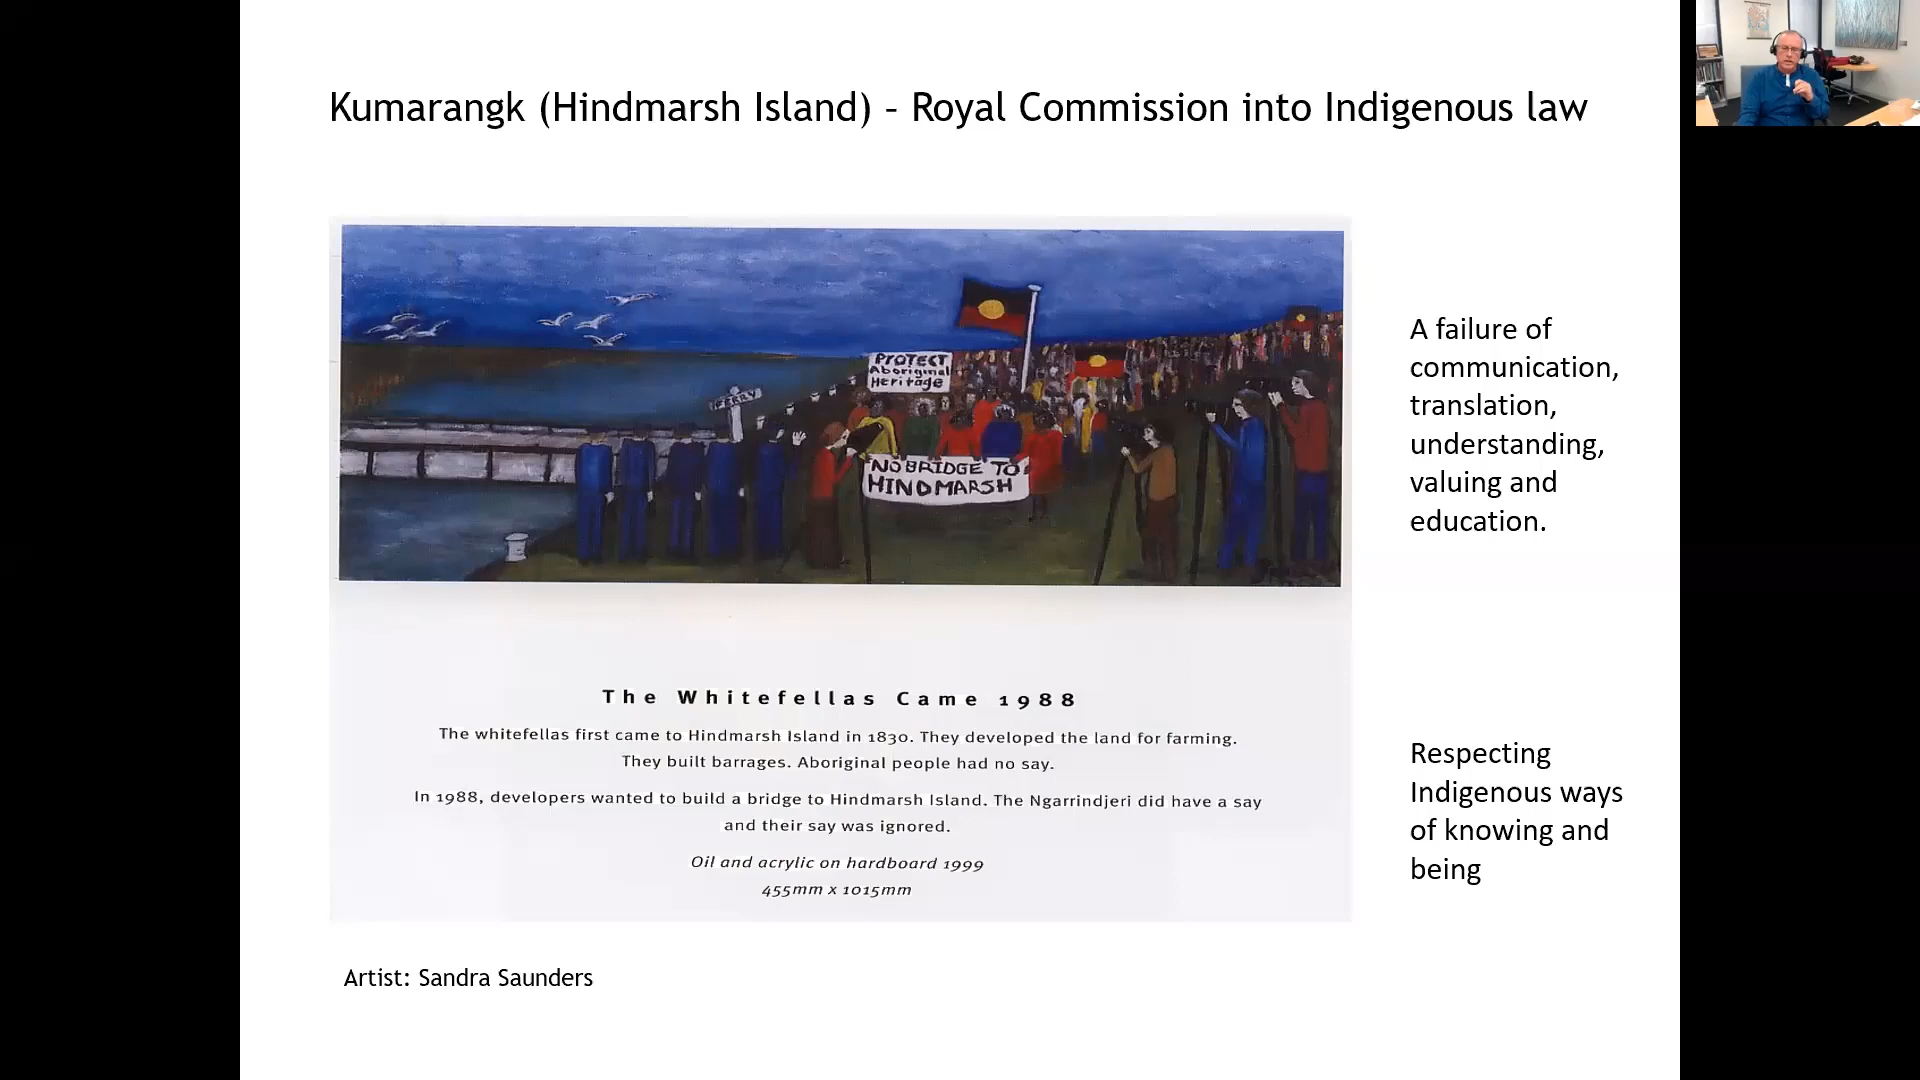 Kumarangk (Hindmarsh Island) – Royal Commission into Indigenous law
PROTECT
Aboriginal
Heritage
FERRY
NO BRIDGE TO
HINDMARSH
A failure of
communication,
translation,
understanding,
valuing and
education.
The Whitefellas Came 1988
The whitefellas first came to Hindmarsh Island in 1830. They developed the land for farming.
They built barrages. Aboriginal people had no say.
In 1988, developers wanted to build a bridge to Hindmarsh Island. The Ngarrindjeri did have a say
and their say was ignored.
Oil and acrylic on hardboard 1999
455mm x 1015mm
Respecting
Indigenous ways
of knowing and
being
Artist: Sandra Saunders